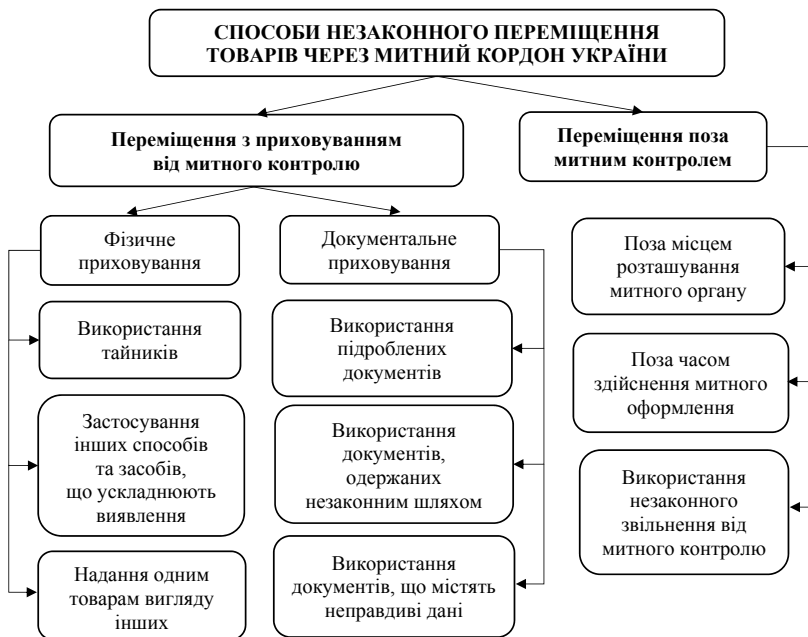 СПОСОБИ НЕЗАКОННОГО ПЕРЕМІЩЕННЯ
ТОВАРІВ ЧЕРЕЗ МИТНИЙ КОРДОН УКРАЇНИ
Переміщення з приховуванням
від митного контролю
Переміщення поза
митним контролем
Фізичне
приховування
Використання
тайників
Застосування
інших способів
та засобів,
що ускладнюють
виявлення
Надання одним
товарам вигляду
інших
Документальне
приховування
Використання
підроблених
документів
Використання
документів,
одержаних
незаконним шляхом
Використання
документів, що містять
неправдиві дані
Поза місцем
розташування
митного органу
Поза часом
здійснення митного
оформлення
Використання
незаконного
звільнення від
митного контролю